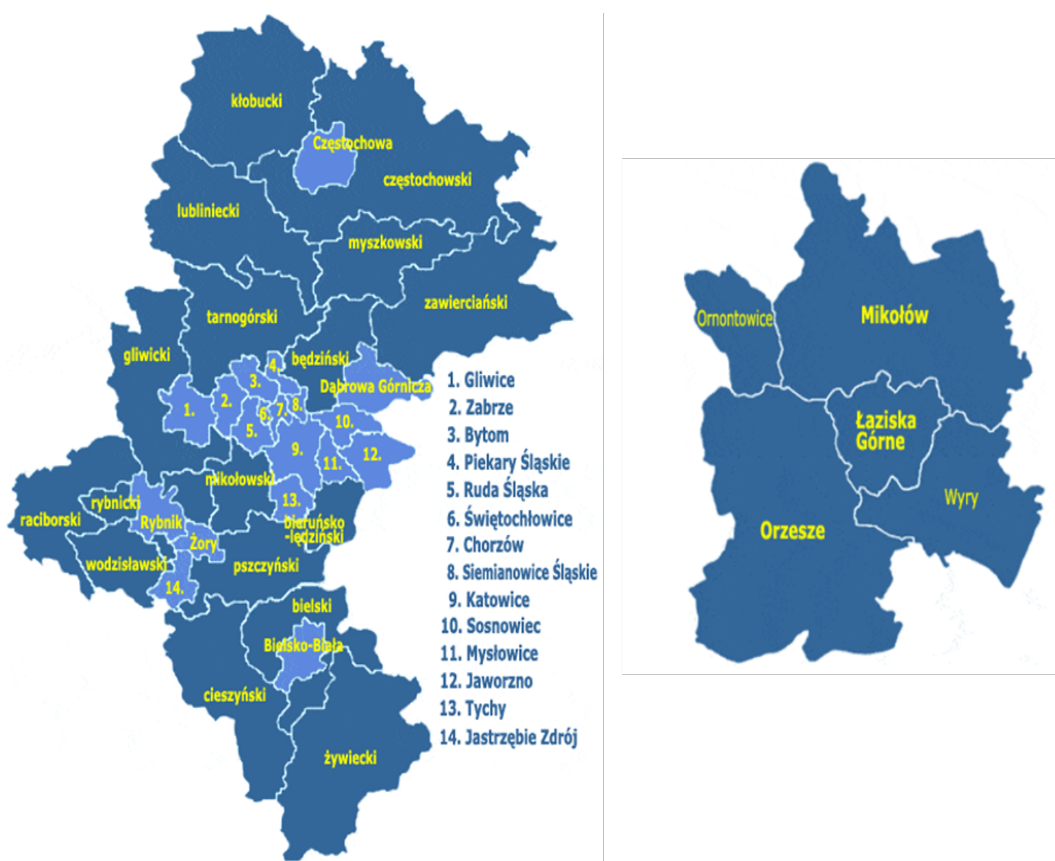 kłobucki
Częstochowa
częstochowski
lubliniecki
myszkowski
zawierciański
tarnogórski
gliwicki
będziński
Dąbrowa Górnicza
4.
3.
2.
1.
6.
7.
8.
5.
10.
9.
11.
12.
mikołowski
13.
rybnicki
raciborski
Rybnik
bieruńsko
-lędziński
Żory
wodzisławski
pszczyński
14.
bielski
Bielsko-Biała
cieszyński
żywiecki
1. Gliwice
2. Zabrze
3. Bytom
4. Piekary Śląskie
5. Ruda Śląska
6. Świętochłowice
7. Chorzów
8. Siemianowice Śląskie
9. Katowice
10. Sosnowiec
11. Mysłowice
12. Jaworzno
13. Tychy
14. Jastrzębie Zdrój
Ornontowice
Mikołów
Łaziska
Górne
Wyry
Orzesze